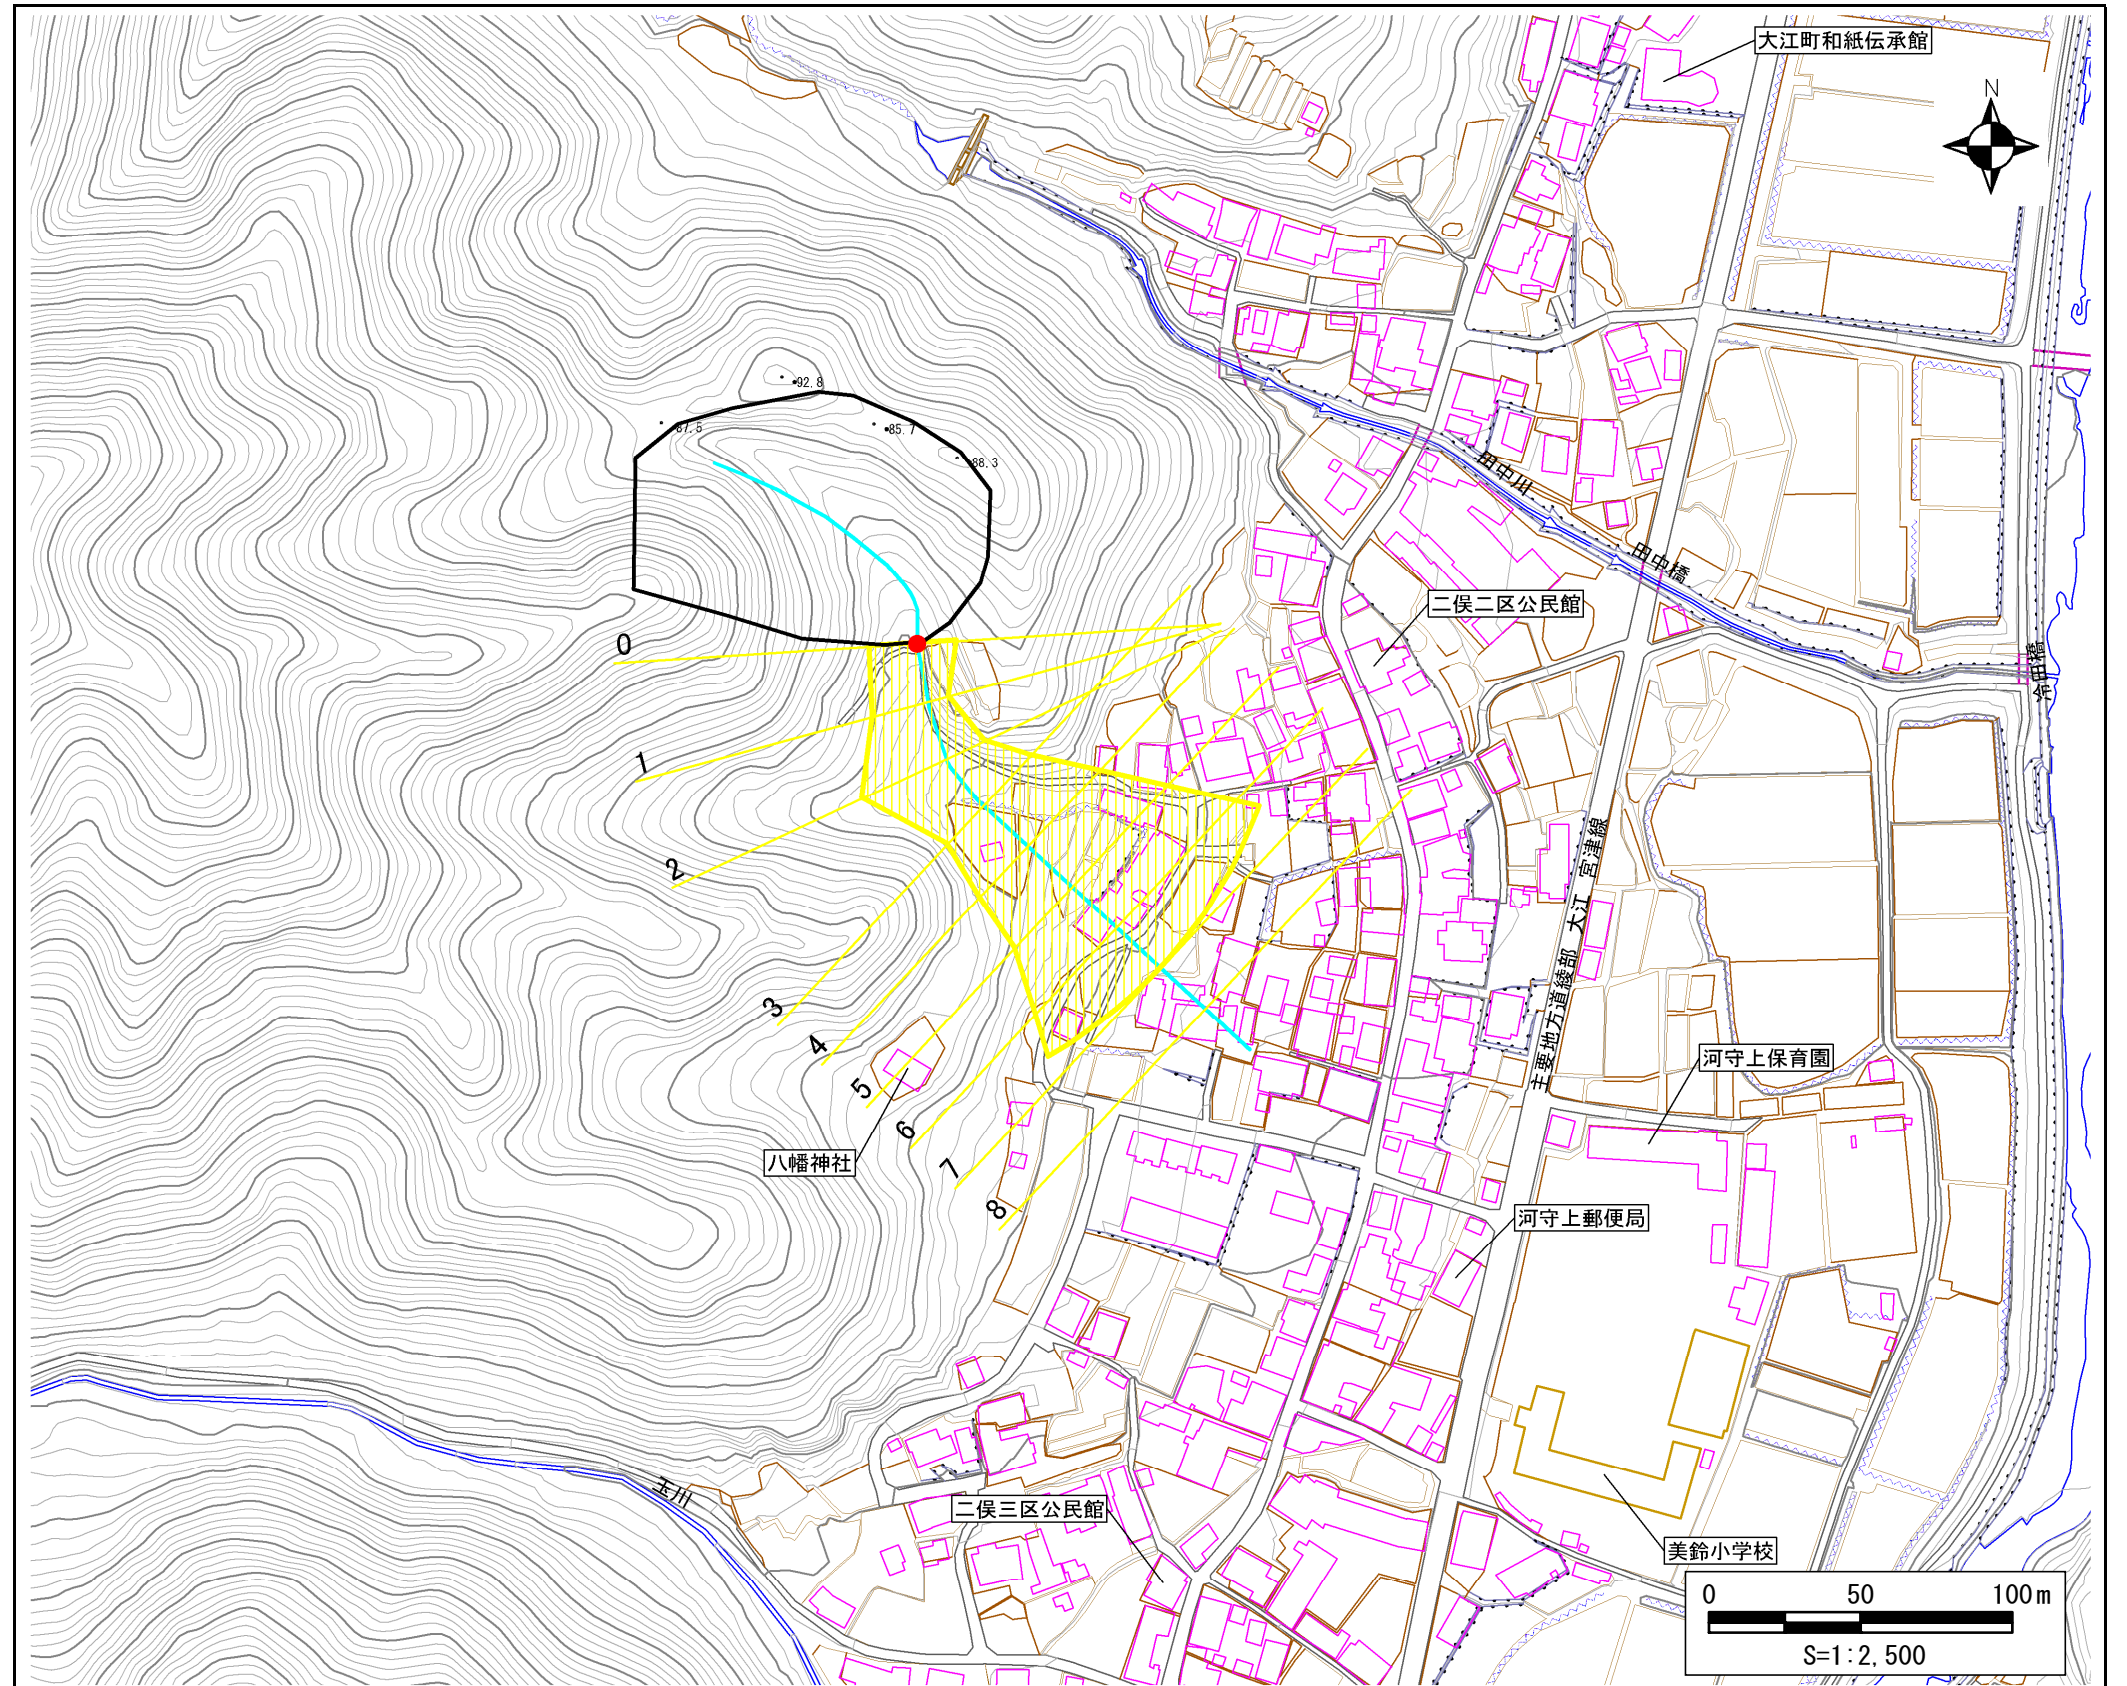 大江町和紙伝承館
N
92.8
87.5
85.7
88.3
田中川
田中橋
二俣二区公民館
冷田橋
0
1
2
3
4
5
6
7
8
主要地方道綾部 大江 宮津線
河守上保育園
八幡神社
河守上郵便局
玉川
二俣三区公民館
美鈴小学校
0 50 100m
S=1:2,500